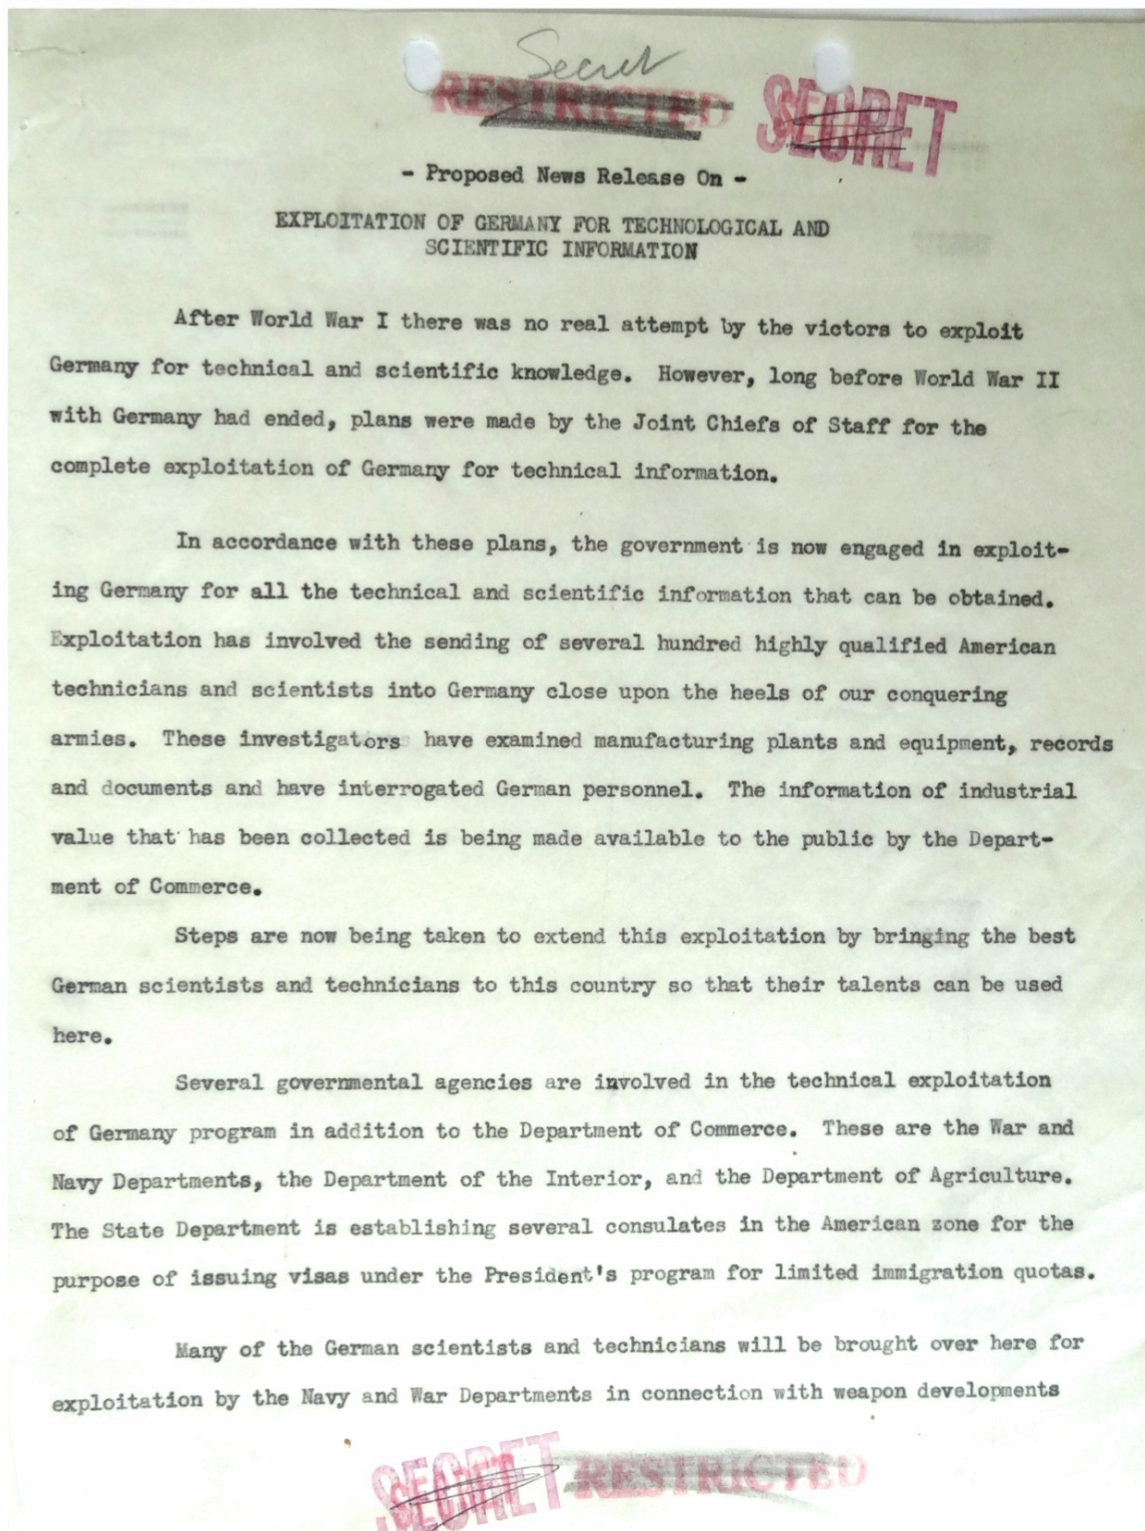 Secret
RESTRICTED SECRET
- Proposed News Release On -
EXPLOITATION OF GERMANY FOR TECHNOLOGICAL AND
SCIENTIFIC INFORMATION
After World War I there was no real attempt by the victors to exploit
Germany for technical and scientific knowledge. However, long before World War II
with Germany had ended, plans were made by the Joint Chiefs of Staff for the
complete exploitation of Germany for technical information.
In accordance with these plans, the government is now engaged in exploit-
ing Germany for all the technical and scientific information that can be obtained.
Exploitation has involved the sending of several hundred highly qualified American
technicians and scientists into Germany close upon the heels of our conquering
armies. These investigators have examined manufacturing plants and equipment, records
and documents and have interrogated German personnel. The information of industrial
value that has been collected is being made available to the public by the Depart-
ment of Commerce.
Steps are now being taken to extend this exploitation by bringing the best
German scientists and technicians to this country so that their talents can be used
here.
Several governmental agencies are involved in the technical exploitation
of Germany program in addition to the Department of Commerce. These are the War and
Navy Departments, the Department of the Interior, and the Department of Agriculture.
The State Department is establishing several consulates in the American zone for the
purpose of issuing visas under the President's program for limited immigration quotas.
Many of the German scientists and technicians will be brought over here for
exploitation by the Navy and War Departments in connection with weapon developments
SECRET RESTRICTED